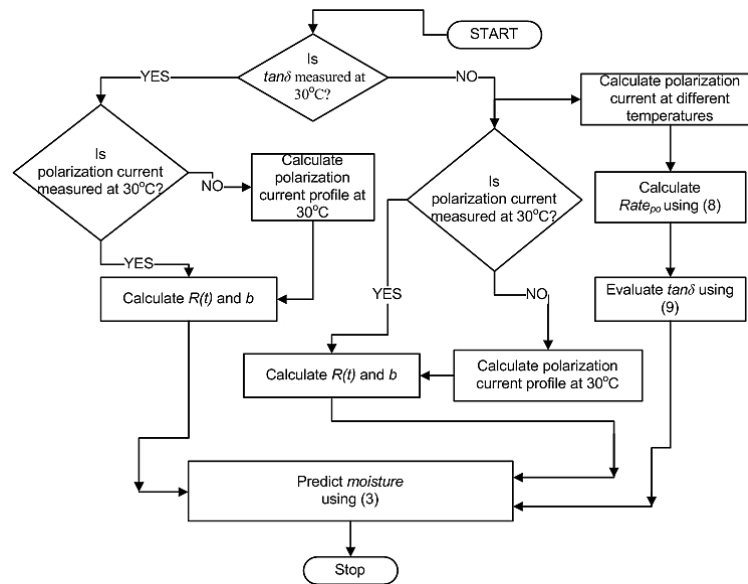 START
Is
tanδ measured at
30°C?
YES
NO
Calculate polarization
current at different
temperatures
Is
polarization current
measured at 30°C?
NO
Calculate
polarization
current profile at
30°C
Is
polarization current
measured at 30°C?
Calculate
Ratepo using (8)
YES
Calculate R(t) and b
YES
NO
Evaluate tanδ using
(9)
Calculate R(t) and b
Calculate polarization
current profile at 30°C
Predict moisture
using (3)
Stop